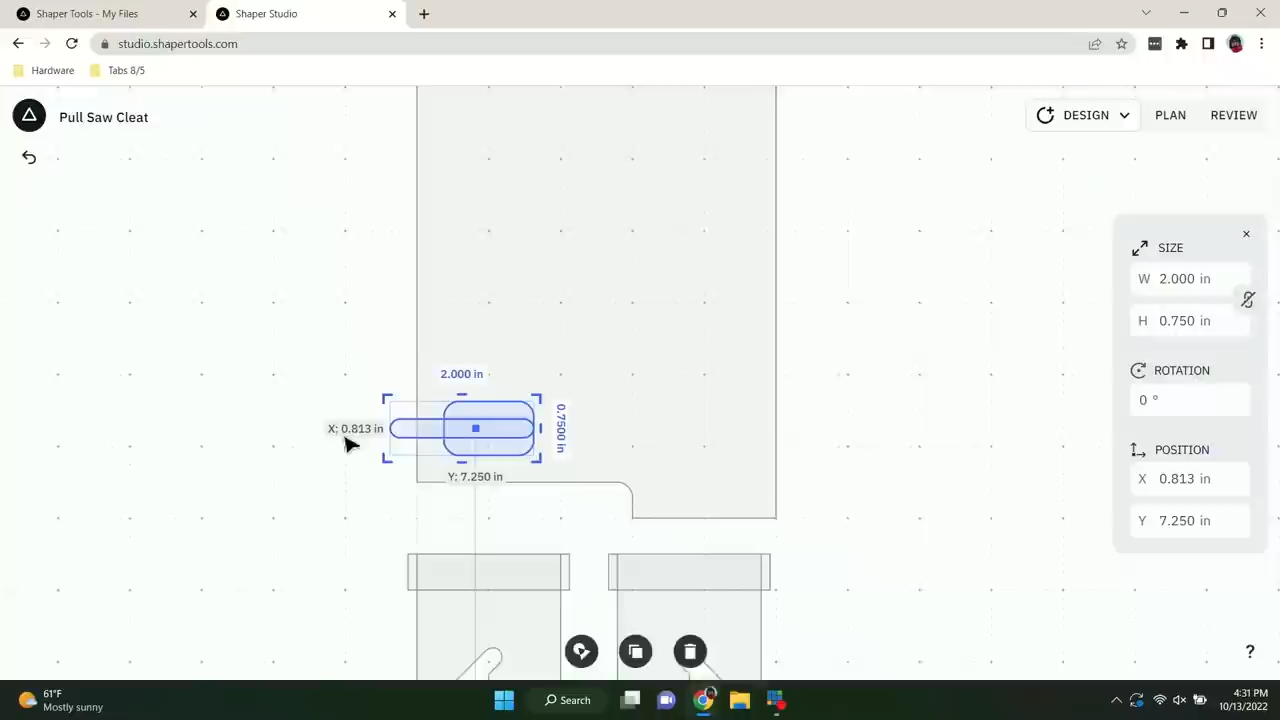 Shaper Tools - My Files
Shaper Studio
studio.shapertools.com
Hardware
Tabs 8/5
Pull Saw Cleat
DESIGN
PLAN
REVIEW
SIZE
W 2.000 in
H 0.750 in
ROTATION
0 °
POSITION
X 0.813 in
Y 7.250 in
2.000 in
X: 0.813 in
0.7500 in
Y: 7.250 in
?
61°F
Mostly sunny
Search
4:31 PM
10/13/2022